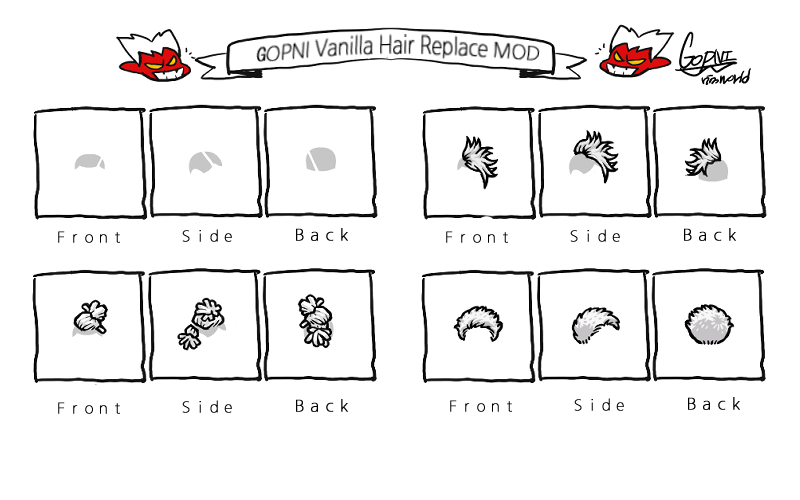 GOPNI Vanilla Hair Replace MOD
GOPNI
Front Side Back
Front Side Back
Front Side Back
Front Side Back